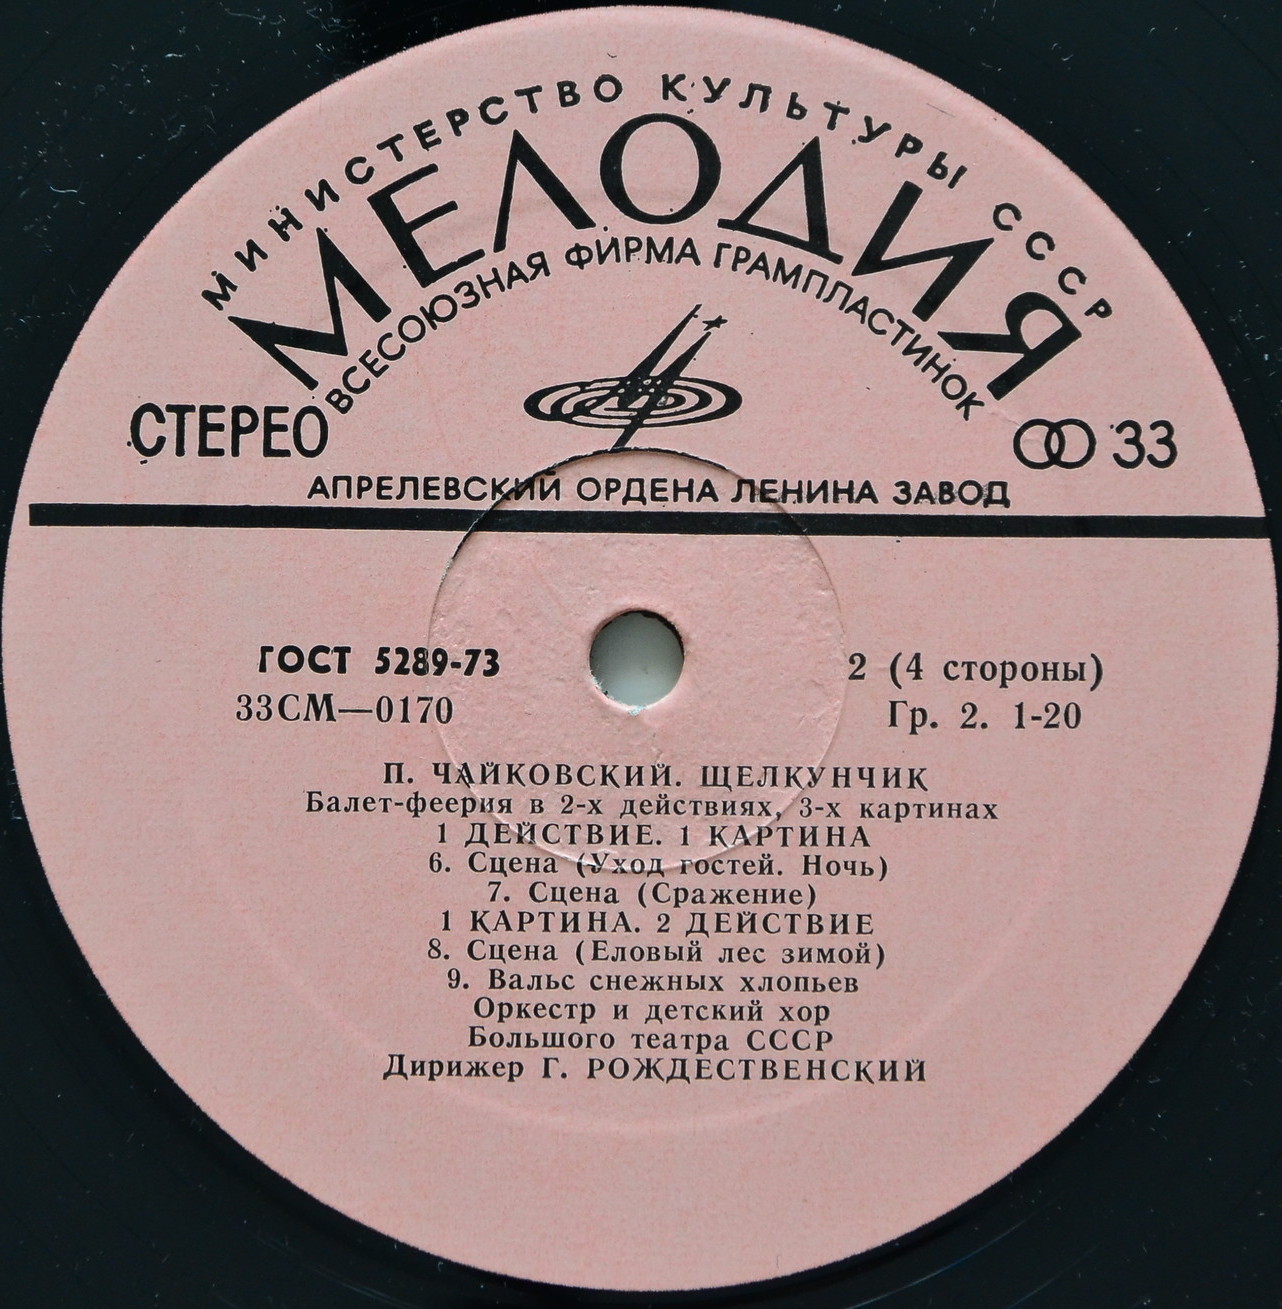 МИНИСТЕРСТВО КУЛЬТУРЫ СССР
МЕЛОДИЯ
ВСЕСОЮЗНАЯ ФИРМА ГРАМПЛАСТИНОК
СТЕРЕО
33
АПРЕЛЕВСКИЙ ОРДЕНА ЛЕНИНА ЗАВОД
ГОСТ 5289-73
2 (4 стороны)
33СМ—0170
Гр. 2. 1-20
П. ЧАЙКОВСКИЙ. ЩЕЛКУНЧИК
Балет-феерия в 2-х действиях, 3-х картинах
1 ДЕЙСТВИЕ. 1 КАРТИНА
6. Сцена (Уход гостей. Ночь)
7. Сцена (Сражение)
1 КАРТИНА. 2 ДЕЙСТВИЕ
8. Сцена (Еловый лес зимой)
9. Вальс снежных хлопьев
Оркестр и детский хор
Большого театра СССР
Дирижер Г. РОЖДЕСТВЕНСКИЙ